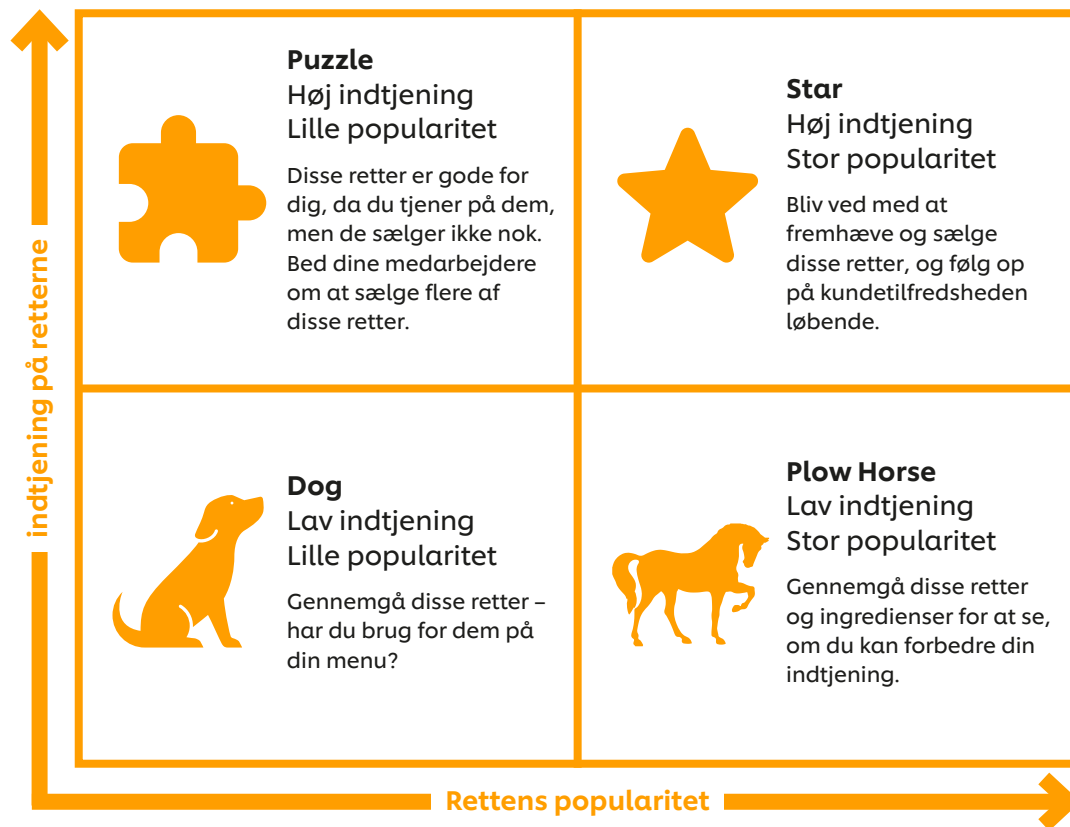 Puzzle
Høj indtjening
Lille popularitet
Disse retter er gode for
dig, da du tjener på dem,
men de sælger ikke nok.
Bed dine medarbejdere
om at sælge flere af
disse retter.
Star
Høj indtjening
Stor popularitet
Bliv ved med at
fremhæve og sælge
disse retter, og følg op
på kundetilfredsheden
løbende.
indtjening på retterne
Dog
Lav indtjening
Lille popularitet
Gennemgå disse retter –
har du brug for dem på
din menu?
Plow Horse
Lav indtjening
Stor popularitet
Gennemgå disse retter
og ingredienser for at se,
om du kan forbedre din
indtjening.
Rettens popularitet